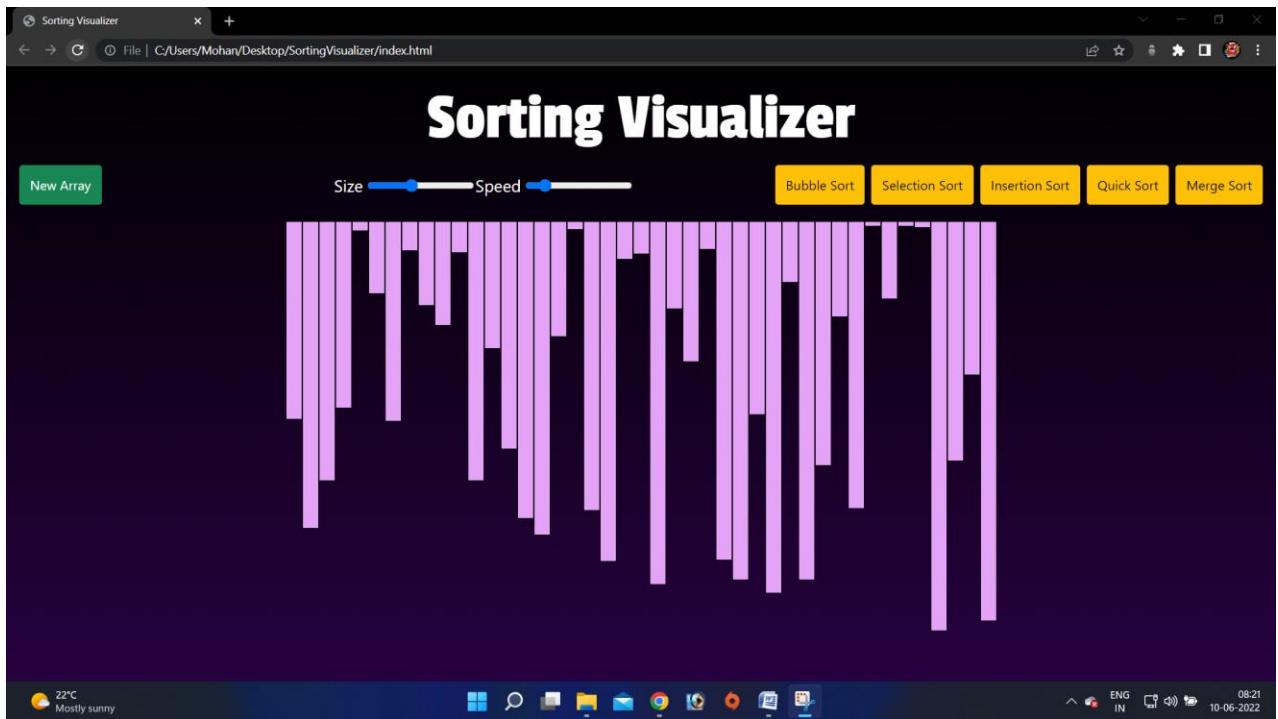 Sorting Visualizer
File | C:/Users/Mohan/Desktop/SortingVisualizer/index.html
Sorting Visualizer
New Array
Size
Speed
Bubble Sort
Selection Sort
Insertion Sort
Quick Sort
Merge Sort
22°C
Mostly sunny
ENG
IN
08:21
10-06-2022